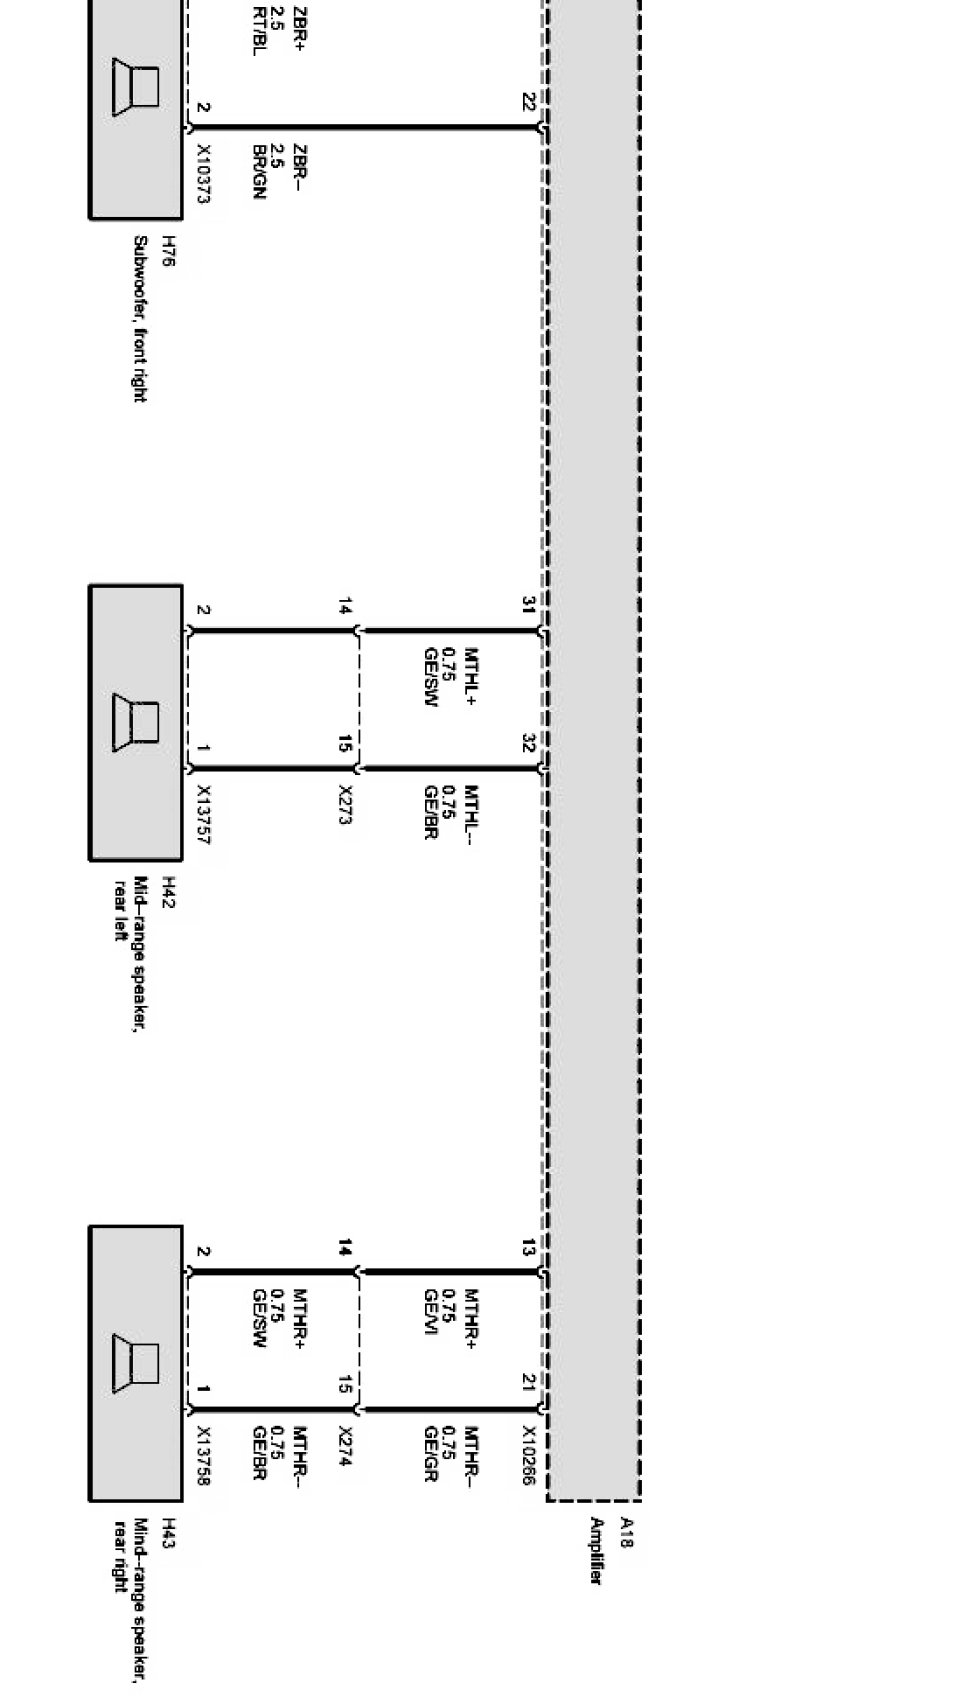 A18
Amplifier
22
31
32
13
21
X10266
ZBR+
2.5
RT/BL
ZBR–
2.5
BR/GN
MTHL+
0.75
GE/SW
MTHL--
0.75
GE/BR
MTHR+
0.75
GE/VI
MTHR–
0.75
GE/GR
14
15
X273
14
15
X274
MTHR+
0.75
GE/SW
MTHR--
0.75
GE/BR
2
X10373
2
1
X13757
2
1
X13758
H76
Subwoofer, front right
H42
Mid--range speaker,
rear left
H43
Mind--range speaker,
rear right